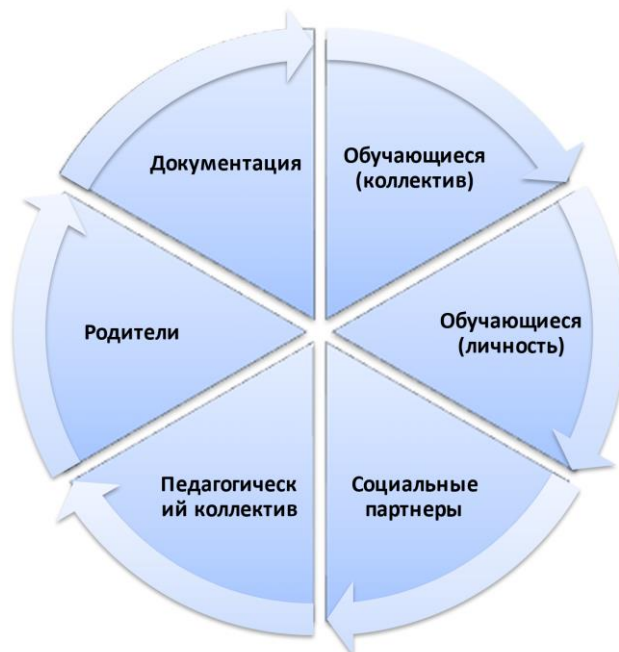 Документация
Обучающиеся
(коллектив)
Родители
Обучающиеся
(личность)
Педагогическ
ий коллектив
Социальные
партнеры